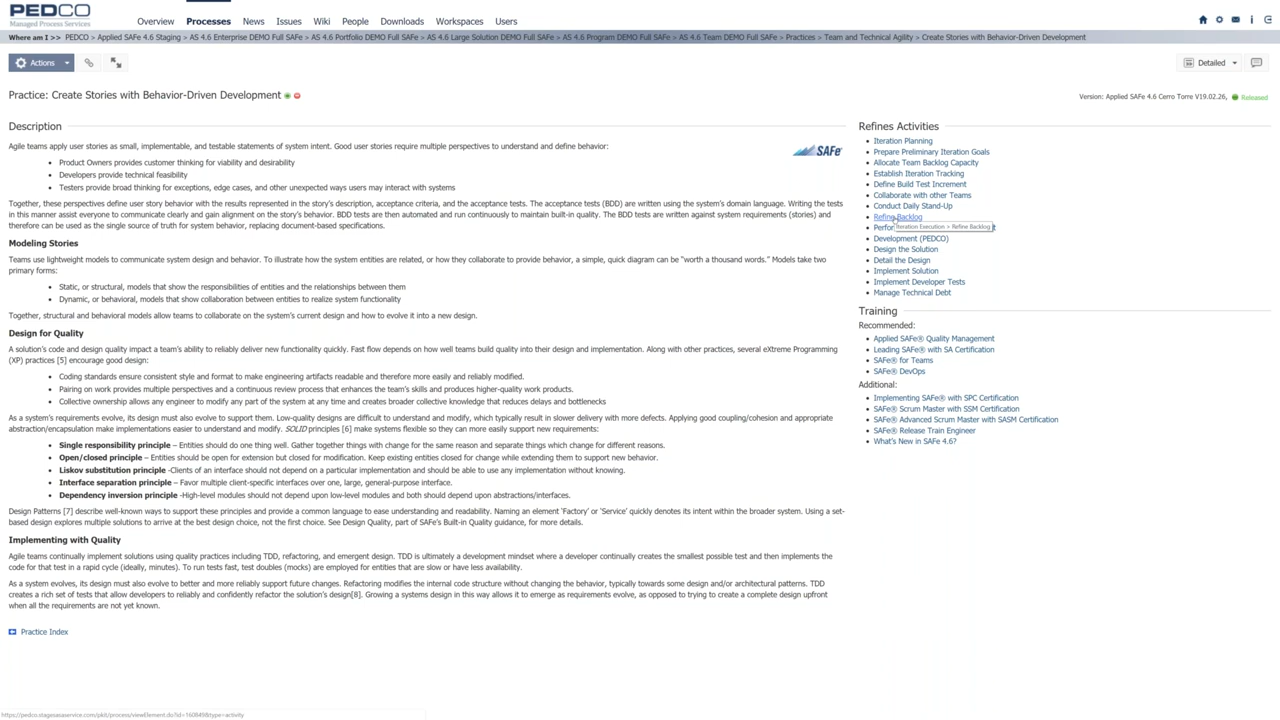 PEDCO
Managed Process Services
Overview Processes News Issues Wiki People Downloads Workspaces Users
Where am I >> PEDCO > Applied SAFe 4.6 Staging > AS 4.6 Enterprise DEMO Full SAFe > AS 4.6 Portfolio DEMO Full SAFe > AS 4.6 Large Solution DEMO Full SAFe > AS 4.6 Program DEMO Full SAFe > AS 4.6 Team DEMO Full SAFe > Practices > Team and Technical Agility > Create Stories with Behavior-Driven Development
Actions
Detailed
Practice: Create Stories with Behavior-Driven Development
Version: Applied SAFe 4.6 Cerro Torre V19.02.26, Released
Description
Agile teams apply user stories as small, implementable, and testable statements of system intent. Good user stories require multiple perspectives to understand and define behavior:
SAFe
• Product Owners provides customer thinking for viability and desirability
• Developers provide technical feasibility
• Testers provide broad thinking for exceptions, edge cases, and other unexpected ways users may interact with systems
Together, these perspectives define user story behavior with the results represented in the story's description, acceptance criteria, and the acceptance tests. The acceptance tests (BDD) are written using the system's domain language. Writing the tests
in this manner assist everyone to communicate clearly and gain alignment on the story's behavior. BDD tests are then automated and run continuously to maintain built-in quality. The BDD tests are written against system requirements (stories) and
therefore can be used as the single source of truth for system behavior, replacing document-based specifications.
Modeling Stories
Teams use lightweight models to communicate system design and behavior. To illustrate how the system entities are related, or how they collaborate to provide behavior, a simple, quick diagram can be "worth a thousand words." Models take two
primary forms:
• Static, or structural, models that show the responsibilities of entities and the relationships between them
• Dynamic, or behavioral, models that show collaboration between entities to realize system functionality
Together, structural and behavioral models allow teams to collaborate on the system's current design and how to evolve it into a new design.
Design for Quality
A solution's code and design quality impact a team's ability to reliably deliver new functionality quickly. Fast flow depends on how well teams build quality into their design and implementation. Along with other practices, several eXtreme Programming
(XP) practices [5] encourage good design:
• Coding standards ensure consistent style and format to make engineering artifacts readable and therefore more easily and reliably modified.
• Pairing on work provides multiple perspectives and a continuous review process that enhances the team's skills and produces higher-quality work products.
• Collective ownership allows any engineer to modify any part of the system at any time and creates broader collective knowledge that reduces delays and bottlenecks
As a system's requirements evolve, its design must also evolve to support them. Low-quality designs are difficult to understand and modify, which typically result in slower delivery with more defects. Applying good coupling/cohesion and appropriate
abstraction/encapsulation make implementations easier to understand and modify. SOLID principles [6] make systems flexible so they can more easily support new requirements:
• Single responsibility principle – Entities should do one thing well. Gather together things with change for the same reason and separate things which change for different reasons.
• Open/closed principle – Entities should be open for extension but closed for modification. Keep existing entities closed for change while extending them to support new behavior.
• Liskov substitution principle -Clients of an interface should not depend on a particular implementation and should be able to use any implementation without knowing.
• Interface separation principle – Favor multiple client-specific interfaces over one, large, general-purpose interface.
• Dependency inversion principle -High-level modules should not depend upon low-level modules and both should depend upon abstractions/interfaces.
Design Patterns [7] describe well-known ways to support these principles and provide a common language to ease understanding and readability. Naming an element 'Factory' or 'Service' quickly denotes its intent within the broader system. Using a set-
based design explores multiple solutions to arrive at the best design choice, not the first choice. See Design Quality, part of SAFe's Built-in Quality guidance, for more details.
Implementing with Quality
Agile teams continually implement solutions using quality practices including TDD, refactoring, and emergent design. TDD is ultimately a development mindset where a developer continually creates the smallest possible test and then implements the
code for that test in a rapid cycle (ideally, minutes). To run tests fast, test doubles (mocks) are employed for entities that are slow or have less availability.
As a system evolves, its design must also evolve to better and more reliably support future changes. Refactoring modifies the internal code structure without changing the behavior, typically towards some design and/or architectural patterns. TDD
creates a rich set of tests that allow developers to reliably and confidently refactor the solution's design[8]. Growing a systems design in this way allows it to emerge as requirements evolve, as opposed to trying to create a complete design upfront
when all the requirements are not yet known.
Practice Index
Refines Activities
• Iteration Planning
• Prepare Preliminary Iteration Goals
• Allocate Team Backlog Capacity
• Establish Iteration Tracking
• Define Build Test Increment
• Collaborate with other Teams
• Conduct Daily Stand-Up
• Refine Backlog
• Perfor
Iteration Execution > Refine Backlog
• Development (PEDCO)
• Design the Solution
• Detail the Design
• Implement Solution
• Implement Developer Tests
• Manage Technical Debt
Training
Recommended:
• Applied SAFe® Quality Management
• Leading SAFe® with SA Certification
• SAFe® for Teams
• SAFe® DevOps
Additional:
• Implementing SAFe® with SPC Certification
• SAFe® Scrum Master with SSM Certification
• SAFe® Advanced Scrum Master with SASM Certification
• SAFe® Release Train Engineer
• What's New in SAFe 4.6?